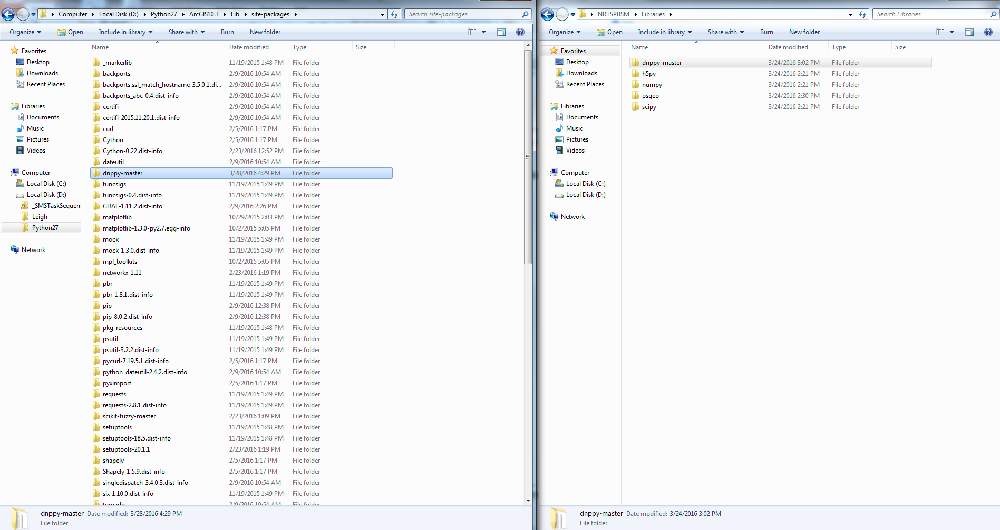 Computer Local Disk (D:) Python27 ArcGIS10.3 Lib site-packages
Search site-packages
Organize Open Include in library Share with Burn New folder
Favorites
Desktop
Downloads
Recent Places
Libraries
Documents
Music
Pictures
Videos
Computer
Local Disk (C:)
Local Disk (D:)
_SMSTaskSequen
Leigh
Python27
Network
Name Date modified Type Size
_markerlib 11/19/2015 1:48 PM File folder
backports 2/9/2016 10:54 AM File folder
backports.ssl_match_hostname-3.5.0.1.di... 2/9/2016 10:54 AM File folder
backports_abc-0.4.dist-info 2/9/2016 10:54 AM File folder
certifi 2/9/2016 10:54 AM File folder
certifi-2015.11.20.1.dist-info 2/9/2016 10:54 AM File folder
curl 2/5/2016 1:17 PM File folder
Cython 2/5/2016 1:17 PM File folder
Cython-0.22.dist-info 2/23/2016 12:52 PM File folder
dateutil 2/9/2016 10:54 AM File folder
dnppy-master 3/28/2016 4:29 PM File folder
funcsigs 11/19/2015 1:49 PM File folder
funcsigs-0.4.dist-info 11/19/2015 1:49 PM File folder
GDAL-1.11.2.dist-info 2/9/2016 2:26 PM File folder
matplotlib 10/29/2015 2:03 PM File folder
matplotlib-1.3.0-py2.7.egg-info 10/2/2015 5:05 PM File folder
mock 11/19/2015 1:49 PM File folder
mock-1.3.0.dist-info 11/19/2015 1:49 PM File folder
mpl_toolkits 10/2/2015 5:05 PM File folder
networkx-1.11 2/23/2016 1:19 PM File folder
pbr 11/19/2015 1:49 PM File folder
pbr-1.8.1.dist-info 11/19/2015 1:49 PM File folder
pip 2/9/2016 12:38 PM File folder
pip-8.0.2.dist-info 2/9/2016 12:38 PM File folder
pkg_resources 11/19/2015 1:48 PM File folder
psutil 11/19/2015 1:49 PM File folder
psutil-3.2.2.dist-info 11/19/2015 1:49 PM File folder
pycurl-7.19.5.1.dist-info 2/5/2016 1:17 PM File folder
python_dateutil-2.4.2.dist-info 2/9/2016 10:54 AM File folder
pyximport 2/5/2016 1:17 PM File folder
requests 11/19/2015 1:49 PM File folder
requests-2.8.1.dist-info 11/19/2015 1:49 PM File folder
scikit-fuzzy-master 2/23/2016 1:09 PM File folder
setuptools 11/19/2015 1:48 PM File folder
setuptools-18.5.dist-info 11/19/2015 1:48 PM File folder
setuptools-20.1.1 2/23/2016 1:19 PM File folder
shapely 2/5/2016 1:17 PM File folder
Shapely-1.5.9.dist-info 2/5/2016 1:17 PM File folder
singledispatch-3.4.0.3.dist-info 2/9/2016 10:54 AM File folder
six-1.10.0.dist-info 11/19/2015 1:49 PM File folder
tornado 2/9/2016 10:54 AM File folder
dnppy-master Date modified: 3/28/2016 4:29 PM
File folder
NRTSPBSM Libraries
Search Libraries
Organize Open Include in library Share with Burn New folder
Favorites
Desktop
Downloads
Recent Places
Libraries
Documents
Music
Pictures
Videos
Computer
Local Disk (C:)
Local Disk (D:)
Network
Name Date modified Type Size
dnppy-master 3/24/2016 3:02 PM File folder
h5py 3/24/2016 2:21 PM File folder
numpy 3/24/2016 2:21 PM File folder
osgeo 3/24/2016 2:30 PM File folder
scipy 3/24/2016 2:21 PM File folder
dnppy-master Date modified: 3/24/2016 3:02 PM
File folder